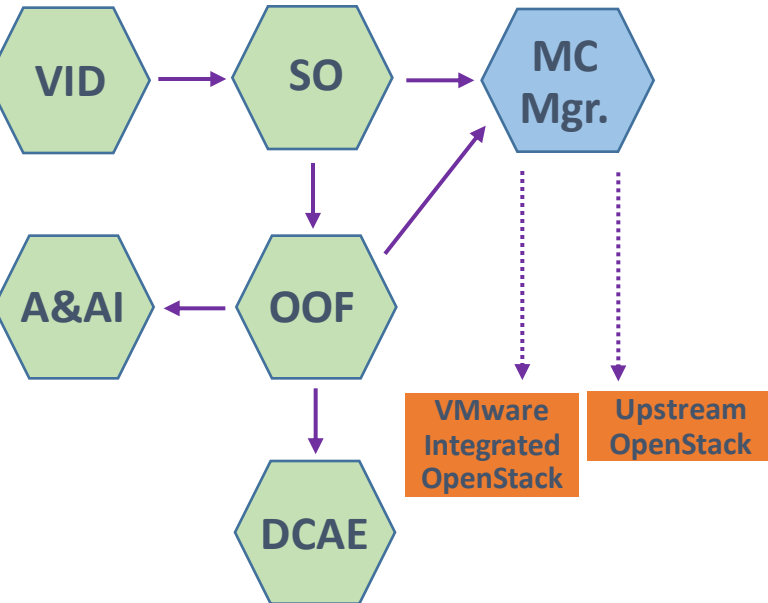 VID
SO
MC
Mgr.
A&AI
OOF
VMware
Integrated
OpenStack
Upstream
OpenStack
DCAE